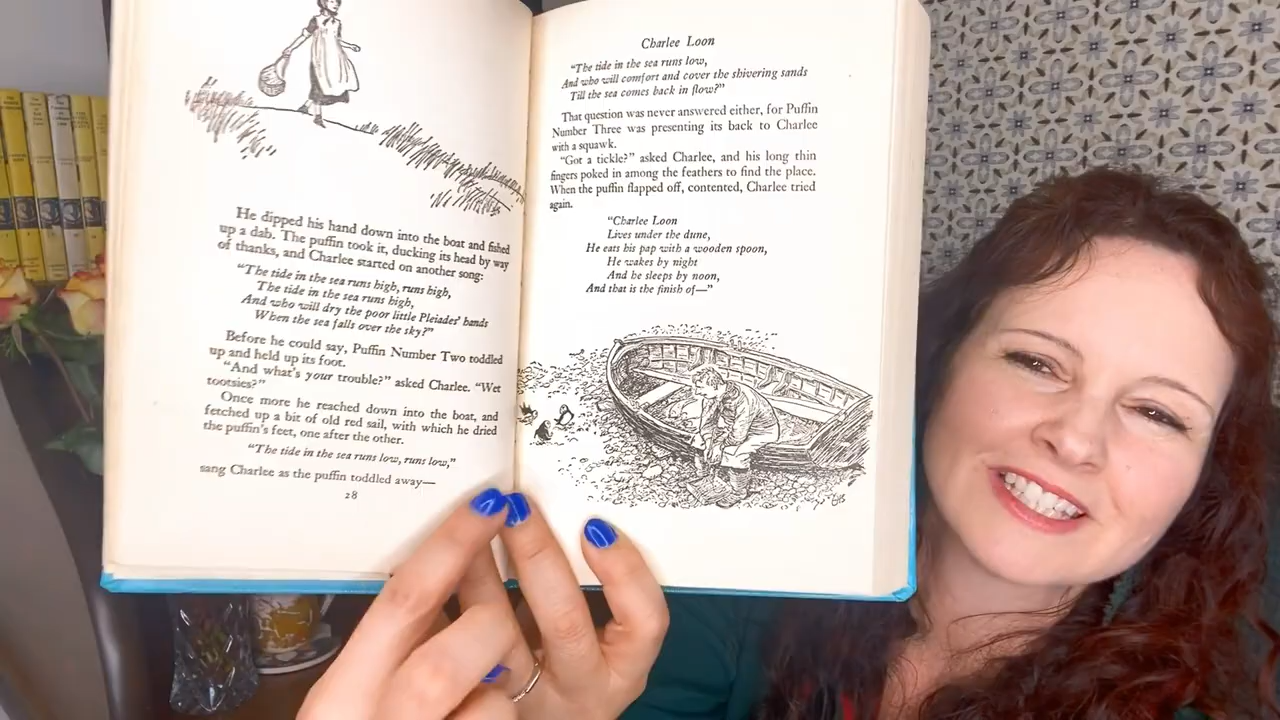 He dipped his hand down into the boat and fished
up a dab. The puffin took it, ducking its head by way
of thanks, and Charlee started on another song:
“The tide in the sea runs high, runs high,
The tide in the sea runs high,
And who will dry the poor little Pleiades' hands
When the sea falls over the sky?”
Before he could say, Puffin Number Two toddled
up and held up its foot.
“And what's your trouble?” asked Charlee. “Wet
tootsies?”
Once more he reached down into the boat, and
fetched up a bit of old red sail, with which he dried
the puffin's feet, one after the other.
“The tide in the sea runs low, runs low,”
sang Charlee as the puffin toddled away—
28
Charlee Loon
“The tide in the sea runs low,
And who will comfort and cover the shivering sands
Till the sea comes back in flow?”
That question was never answered either, for Puffin
Number Three was presenting its back to Charlee
with a squawk.
“Got a tickle?” asked Charlee, and his long thin
fingers poked in among the feathers to find the place.
When the puffin flapped off, contented, Charlee tried
again.
“Charlee Loon
Lives under the dune,
He eats his pap with a wooden spoon,
He wakes by night
And he sleeps by noon,
And that is the finish of—”